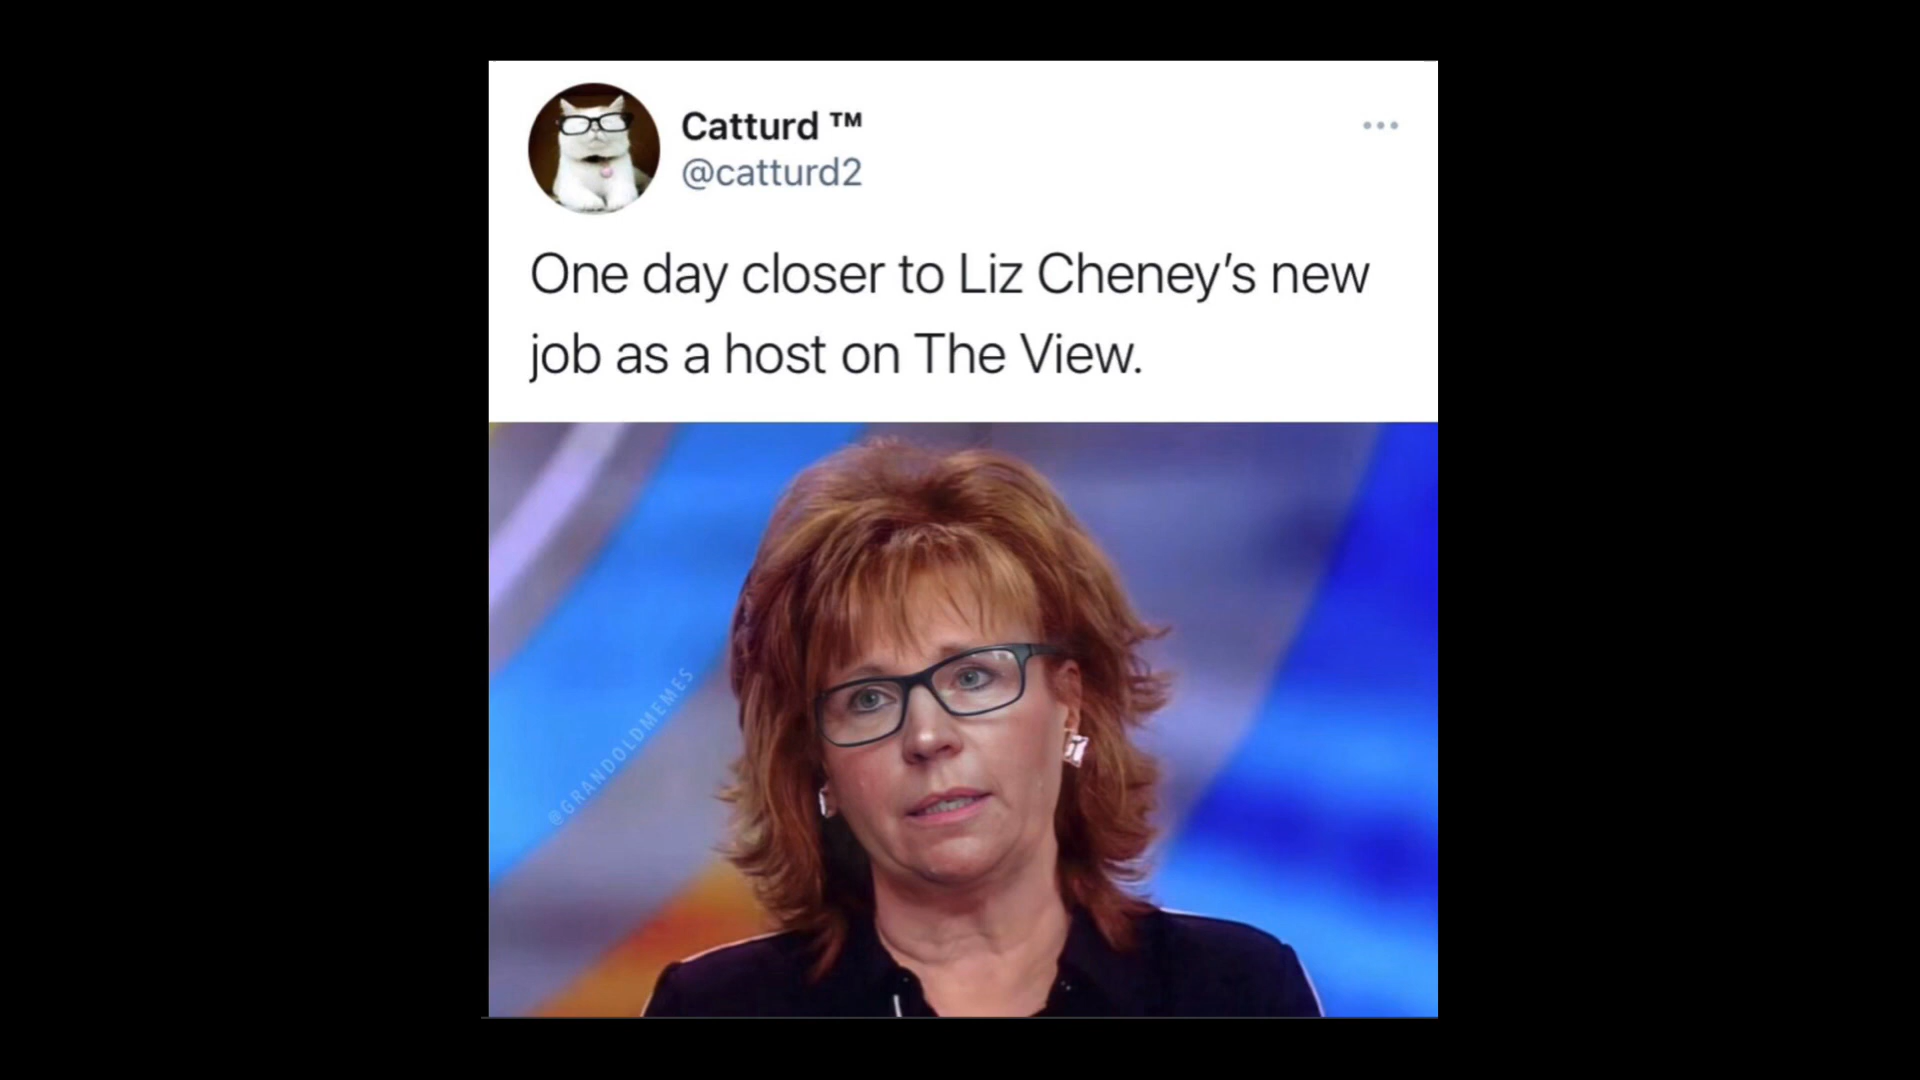 Catturd ™
@catturd2
One day closer to Liz Cheney’s new
job as a host on The View.
@GRANDOLDMEMES